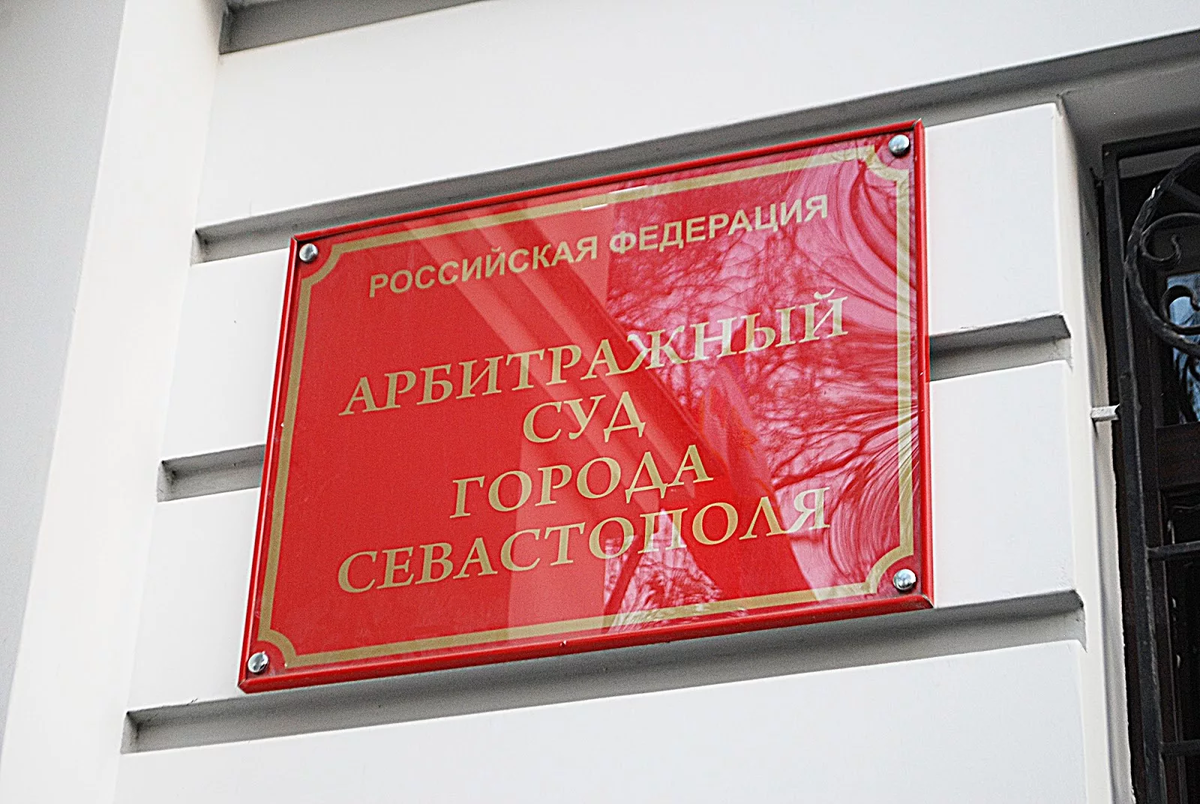 РОССИЙСКАЯ ФЕДЕРАЦИЯ
АРБИТРАЖНЫЙ
СУД
ГОРОДА
СЕВАСТОПОЛЯ